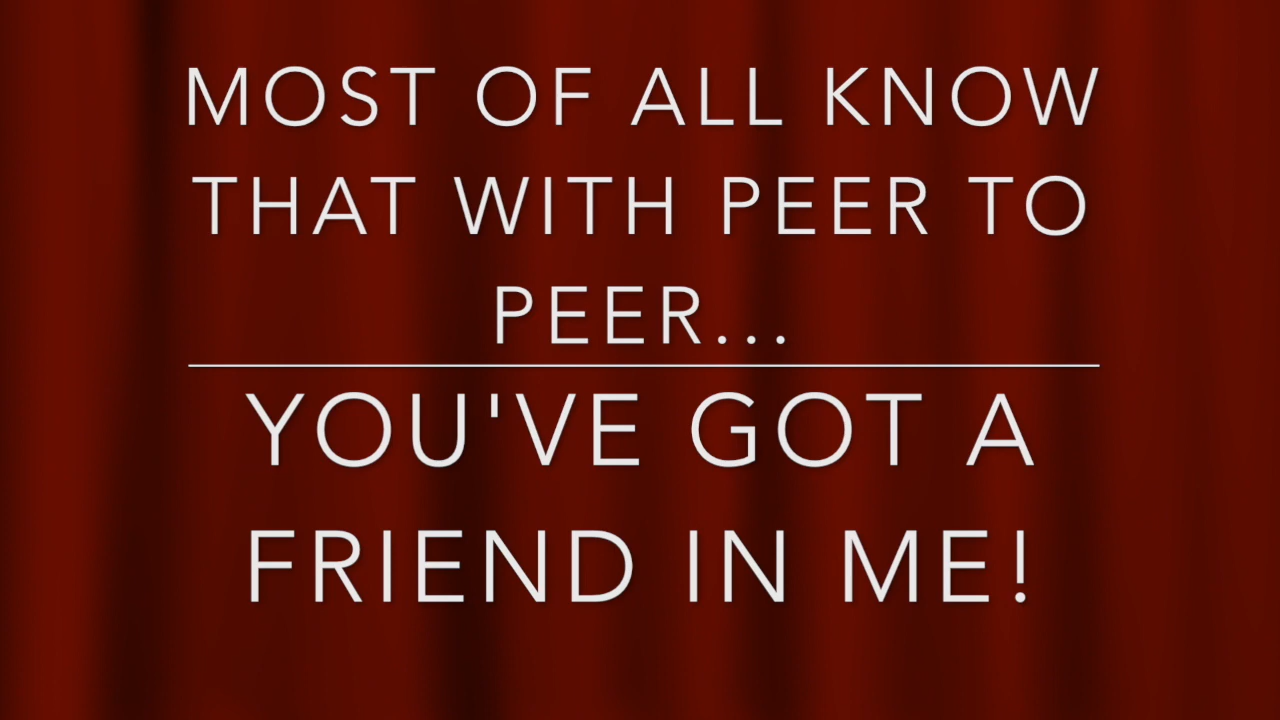 MOST OF ALL KNOW
THAT WITH PEER TO
PEER...
YOU'VE GOT A
FRIEND IN ME!